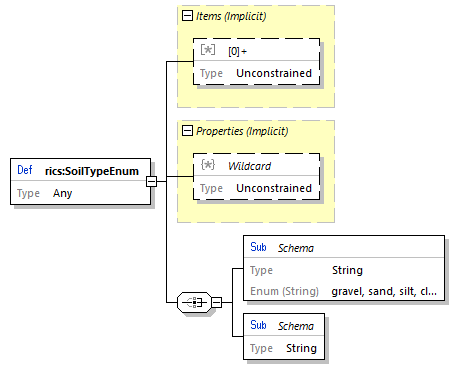 Items (Implicit)
[*] [0]+
Type Unconstrained
Properties (Implicit)
{*} Wildcard
Type Unconstrained
Def rics:SoilTypeEnum
Type Any
Sub Schema
Type String
Enum (String) gravel, sand, silt, cl...
Sub Schema
Type String